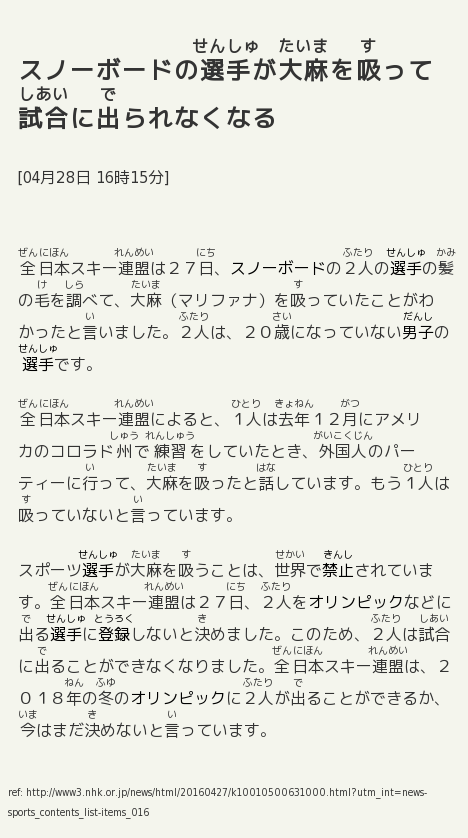 せんしゅ たいま す
スノーボードの選手が大麻を吸って
しあい で
試合に出られなくなる
[04月28日 16時15分]
ぜんにほん れんめい にち ふたり せんしゅ かみ
全日本スキー連盟は２７日、スノーボードの２人の選手の髪
け しら たいま す
の毛を調べて、大麻（マリファナ）を吸っていたことがわ
い ふたり さい だんし
かったと言いました。２人は、２０歳になっていない男子の
せんしゅ
選手です。
ぜんにほん れんめい ひとり きょねん がつ
全日本スキー連盟によると、１人は去年１２月にアメリ
しゅう れんしゅう がいこくじん
カのコロラド州で練習をしていたとき、外国人のパー
い たいま す はな ひとり
ティーに行って、大麻を吸ったと話しています。もう１人は
す い
吸っていないと言っています。
せんしゅ たいま す せかい きんし
スポーツ選手が大麻を吸うことは、世界で禁止されていま
ぜんにほん れんめい にち ふたり
す。全日本スキー連盟は２７日、２人をオリンピックなどに
で せんしゅ とうろく き ふたり しあい
出る選手に登録しないと決めました。このため、２人は試合
で ぜんにほん れんめい
に出ることができなくなりました。全日本スキー連盟は、２
ねん ふゆ ふたり で
０１８年の冬のオリンピックに２人が出ることができるか、
いま き い
今はまだ決めないと言っています。
ref: http://www3.nhk.or.jp/news/html/20160427/k10010500631000.html?utm_int=news-
sports_contents_list-items_016